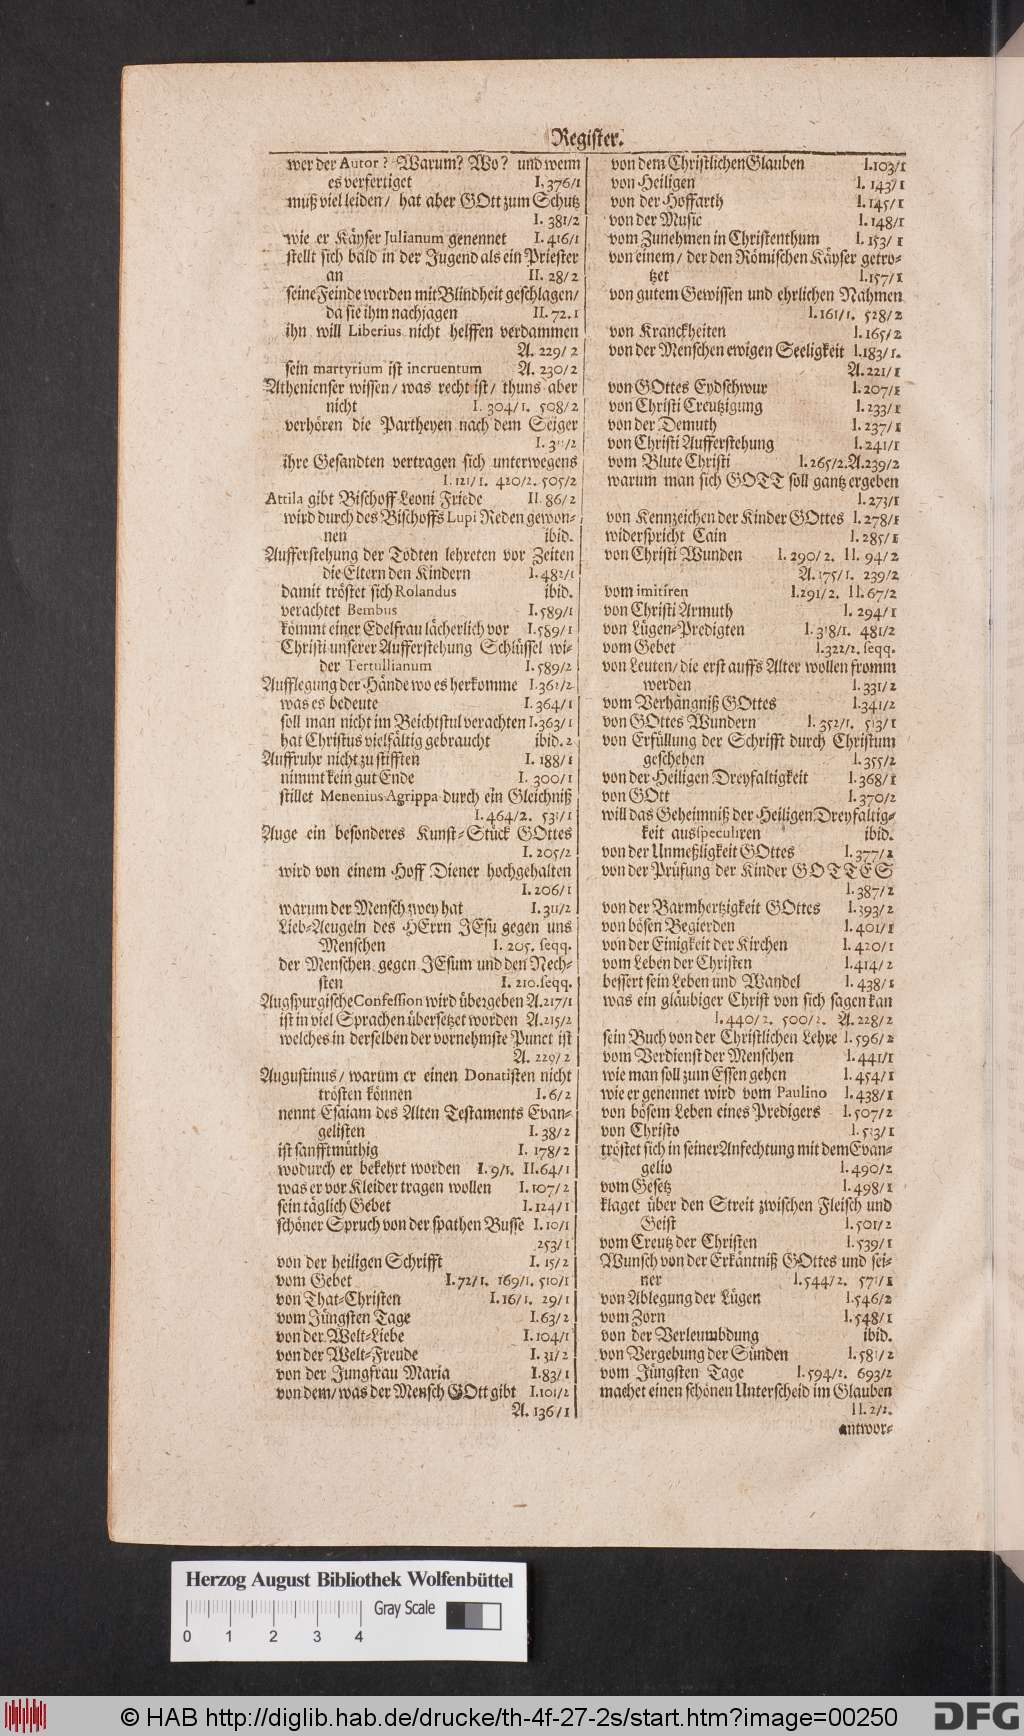 Register.
wer der Autor? Warum? Wo? und wenn
es verfertiget I. 376/1
muß viel leiden/ hat aber GOtt zum Schutz
I. 381/2
wie er Käyser Julianum genennet I. 416/1
stellt sich bald in der Jugend als ein Priester
an II. 28/2
seine Feinde werden mit Blindheit geschlagen/
da sie ihm nachjagen II. 72.1
ihn will Liberius nicht helffen verdammen
A. 229/2
sein martyrium ist incruentum A. 230/2
Athenienser wissen/ was recht ist/ thuns aber
nicht I. 304/1. 508/2
verhören die Partheyen nach dem Seiger
I. /2
ihre Gesandten vertragen sich unterwegens
I. 121/1. 420/2. 505/2
Attila gibt Bischoff Leoni Friede II. 86/2
wird durch des Bischoffs Lupi Reden gewon-
nen ibid.
Aufferstehung der Todten lehreten vor Zeiten
die Eltern den Kindern I. 482/1
damit tröstet sich Rolandus ibid.
verachtet Bembus I. 589/1
kömmt einer Edelfrau lächerlich vor I. 589/1
Christi unserer Aufferstehung Schlüssel wi-
der Tertullianum I. 589/2
Aufflegung der Hände wo es herkomme I. 361/2
was es bedeute I. 364/1
soll man nicht im Beichtstul verachten I. 363/1
hat Christus vielfältig gebraucht ibid. 2
Auffruhr nicht zu stifften I. 188/1
nimmt kein gut Ende I. 300/1
stillet Menenius Agrippa durch ein Gleichniß
I. 464/2. 531/1
Auge ein besonderes Kunst-Stück GOttes
I. 205/2
wird von einem Hoff Diener hochgehalten
I. 206/1
warum der Mensch zwey hat I. 311/2
Lieb-Aeugeln des HErrn JEsu gegen uns
Menschen I. 205. seqq.
der Menschen gegen JEsum und den Nech-
sten I. 210. seqq.
Augspurgische Confession wird übergeben A. 217/1
ist in viel Sprachen übersetzet worden A. 215/2
welches in derselben der vornehmste Punct ist
A. 229/2
Augustinus/ warum er einen Donatisten nicht
trösten können I. 6/2
nennt Esaiam des Alten Testaments Evan-
gelisten I. 38/2
ist sanfftmüthig I. 178/2
wodurch er bekehrt worden I. 9/1. II. 64/1
was er vor Kleider tragen wollen I. 107/2
sein täglich Gebet I. 124/1
schöner Spruch von der spathen Busse I. 10/1
253/1
von der heiligen Schrifft I. 15/2
vom Gebet I. 72/1. 169/1. 510/1
von That-Christen I. 16/1. 29/1
vom Jüngsten Tage I. 63/2
von der Welt-Liebe I. 104/1
von der Welt-Freude I. 31/2
von der Jungfrau Maria I. 83/1
von dem/ was der Mensch GOtt gibt I. 101/2
A. 136/1
von dem Christlichen Glauben I. 103/1
von Heiligen I. 143/1
von der Hoffarth I. 145/1
von der Music I. 148/1
vom Zunehmen in Christenthum I. 153/1
von einem/ der den Römischen Käyser getrö-
tzet I. 157/1
von gutem Gewissen und ehrlichen Nahmen
I. 161/1. 528/2
von Kranckheiten I. 165/2
von der Menschen ewigen Seeligkeit I. 183/1.
A. 221/1
von GOttes Eydschwur I. 207/1
von Christi Creutzigung I. 233/1
von der Demuth I. 237/1
von Christi Aufferstehung I. 241/1
vom Blute Christi I. 265/2. A. 239/2
warum man sich GOTT soll gantz ergeben
I. 273/1
von Kennzeichen der Kinder GOttes I. 278/1
widerspricht Cain I. 285/1
von Christi Wunden I. 290/2. II. 94/2
A. 175/1. 239/2
vom imitiren I. 291/2. II. 67/2
von Christi Armuth I. 294/1
von Lügen-Predigten I. 318/1. 481/2
vom Gebet I. 322/2. seqq.
von Leuten/ die erst auffs Alter wollen fromm
werden I. 331/2
vom Verhängniß GOttes I. 341/2
von GOttes Wundern I. 352/1. 513/1
von Erfüllung der Schrifft durch Christum
geschehen I. 355/2
von der Heiligen Dreyfaltigkeit I. 368/1
von GOtt I. 370/2
will das Geheimniß der Heiligen Dreyfaltig-
keit ausspeculiren ibid.
von der Unmeßligkeit GOttes I. 377/2
von der Prüfung der Kinder GOTTES
I. 387/2
von der Barmhertzigkeit GOttes I. 393/2
von bösen Begierden I. 401/1
von der Einigkeit der Kirchen I. 420/1
vom Leben der Christen I. 414/2
bessert sein Leben und Wandel I. 438/1
was ein gläubiger Christ von sich sagen kan
I. 440/2. 500/2. A. 228/2
sein Buch von der Christlichen Lehre I. 596/2
vom Verdienst der Menschen I. 441/1
wie man soll zum Essen gehen I. 454/1
wie er genennet wird vom Paulino I. 438/1
von bösem Leben eines Predigers I. 507/2
von Christo I. 513/1
tröstet sich in seiner Anfechtung mit dem Evan-
gelio I. 490/2
vom Gesetz I. 498/1
klaget über den Streit zwischen Fleisch und
Geist I. 501/2
vom Creutz der Christen I. 539/1
Wunsch von der Erkäntniß GOttes und sei-
ner I. 544/2. 571/1
von Ablegung der Lügen I. 546/2
vom Zorn I. 548/1
von der Verleumbdung ibid.
von Vergebung der Sünden I. 581/2
vom Jüngsten Tage I. 594/2. 693/2
machet einen schönen Unterscheid im Glauben
II. 2/2.
antwor-
Herzog August Bibliothek Wolfenbüttel
Gray Scale
0 1 2 3 4
© HAB http://diglib.hab.de/drucke/th-4f-27-2s/start.htm?image=00250
DFG